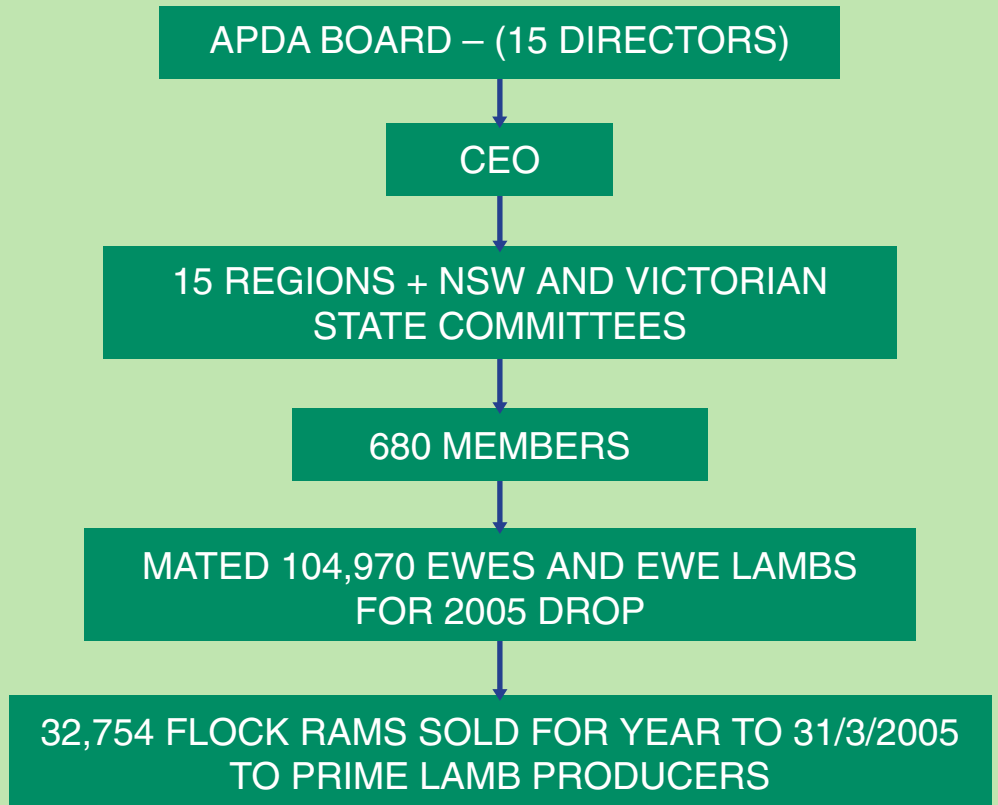 APDA BOARD – (15 DIRECTORS)
CEO
15 REGIONS + NSW AND VICTORIAN
STATE COMMITTEES
680 MEMBERS
MATED 104,970 EWES AND EWE LAMBS
FOR 2005 DROP
32,754 FLOCK RAMS SOLD FOR YEAR TO 31/3/2005
TO PRIME LAMB PRODUCERS